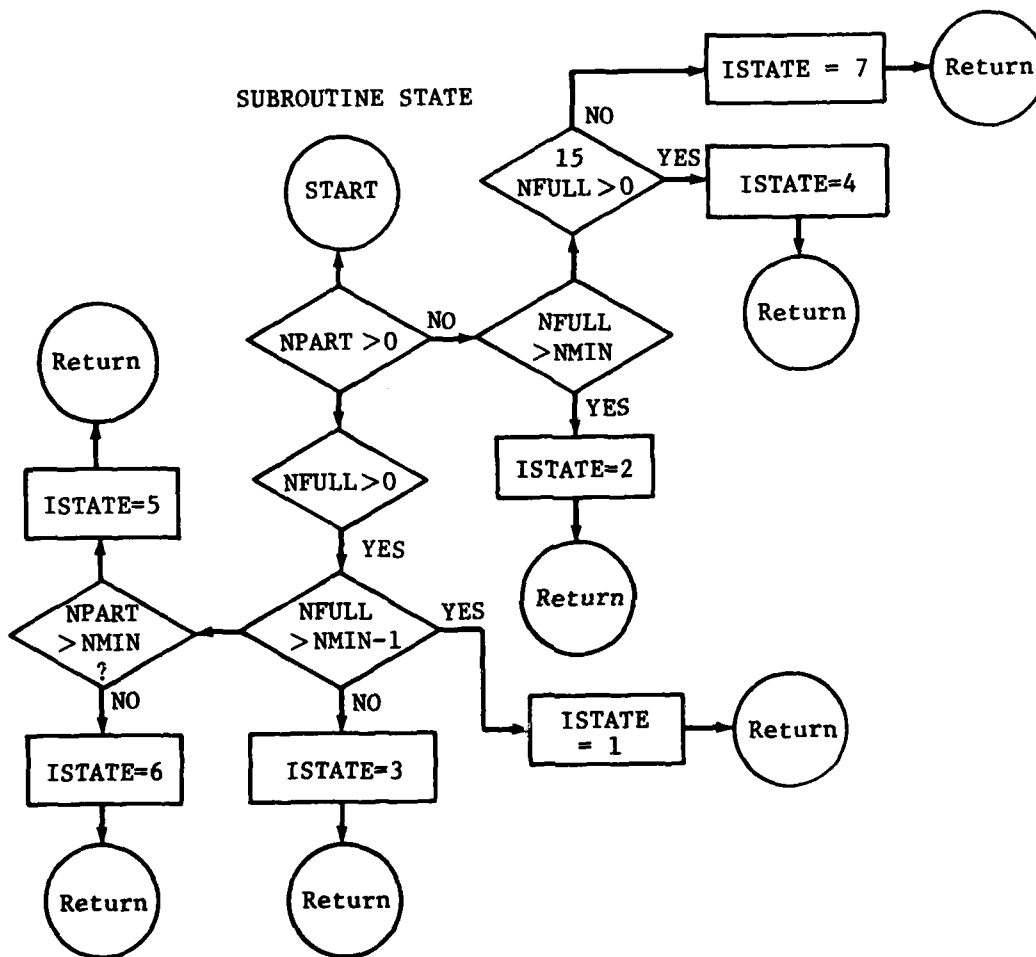 SUBROUTINE STATE
START
NPART >0
NO
NFULL
>NMIN
15
NFULL >0
NO
ISTATE = 7
Return
YES
ISTATE=4
Return
YES
ISTATE=2
Return
NFULL>0
YES
NFULL
>NMIN-1
YES
ISTATE
= 1
Return
NO
ISTATE=3
Return
NPART
>NMIN
?
ISTATE=5
Return
NO
ISTATE=6
Return